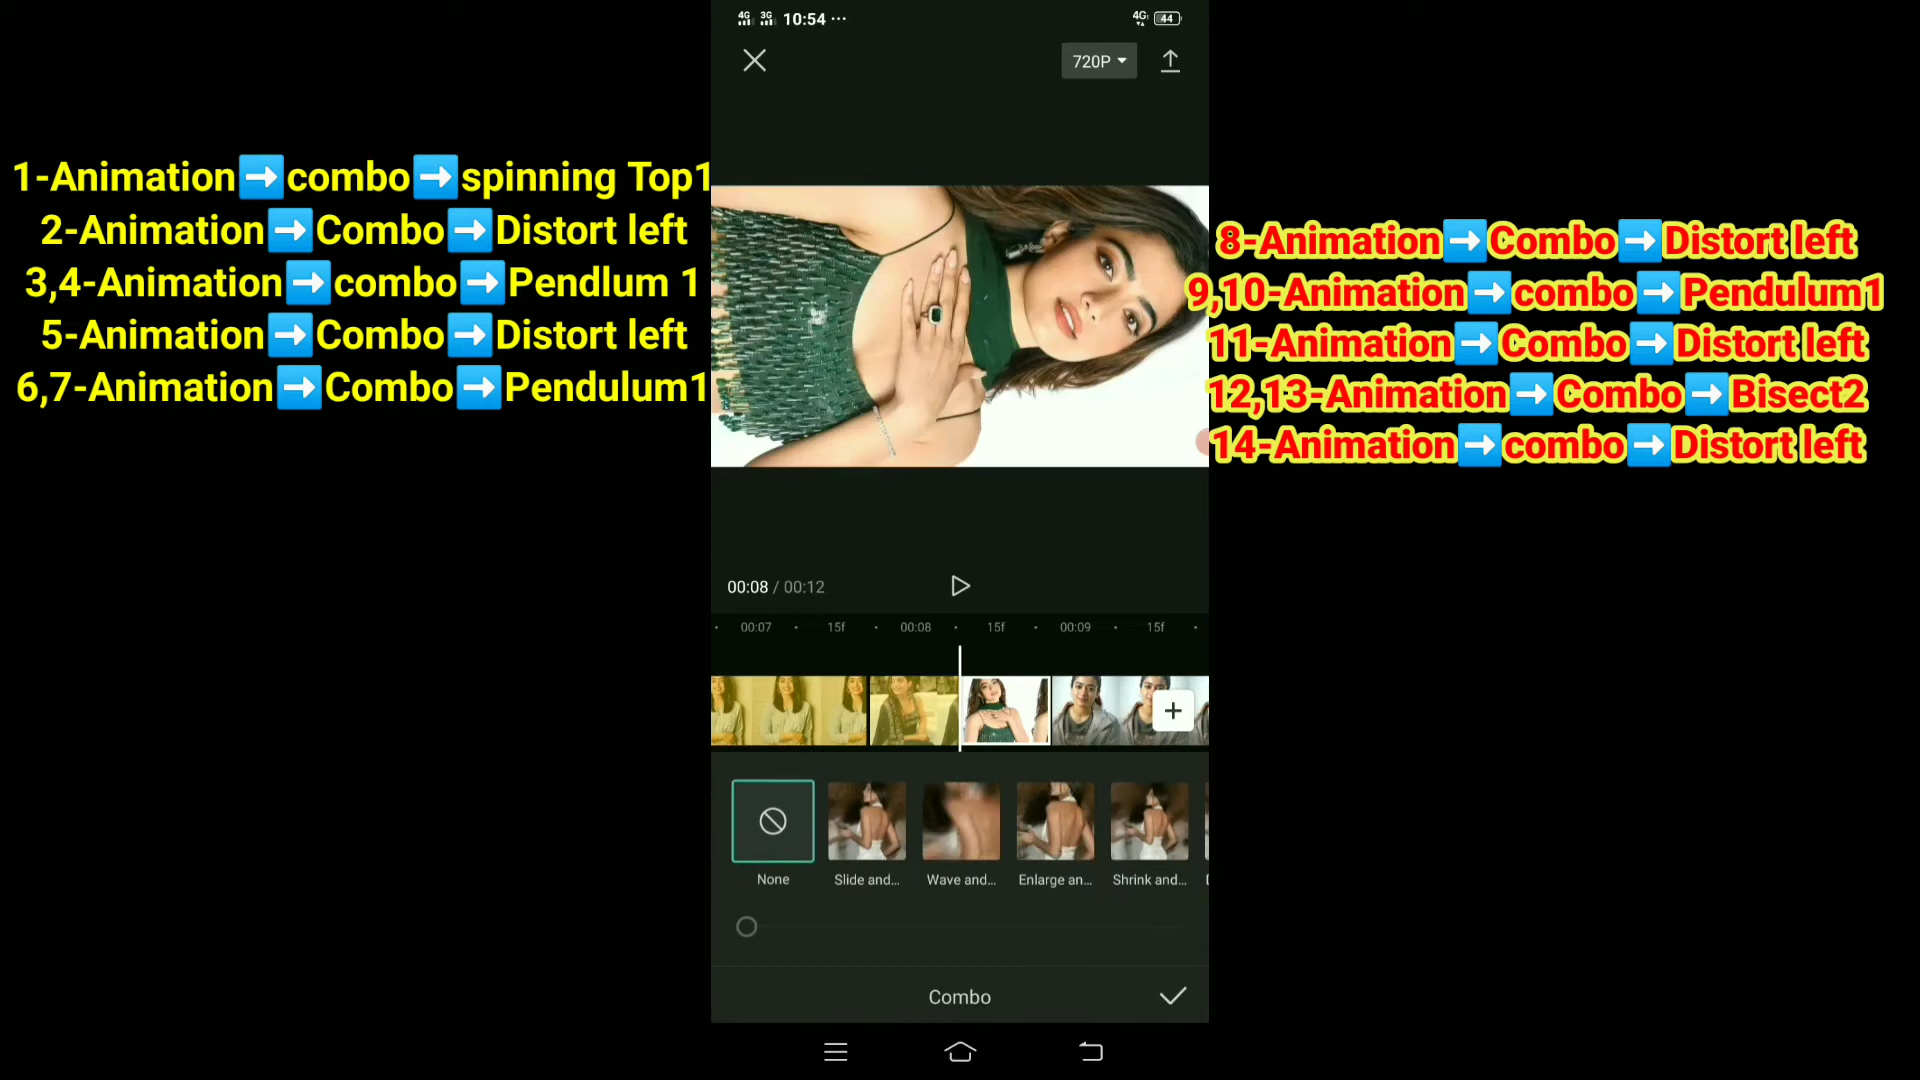 4G 3G 10:54 ... 4G 44
720P
1-Animation➡️combo➡️spinning Top1
2-Animation➡️Combo➡️Distort left
3,4-Animation➡️combo➡️Pendlum 1
5-Animation➡️Combo➡️Distort left
6,7-Animation➡️Combo➡️Pendulum1
8-Animation➡️Combo➡️Distort left
9,10-Animation➡️combo➡️Pendulum1
11-Animation➡️Combo➡️Distort left
12,13-Animation➡️Combo➡️Bisect2
14-Animation➡️combo➡️Distort left
00:08 / 00:12
00:07 15f 00:08 15f 00:09 15f
None Slide and... Wave and... Enlarge an... Shrink and...
Combo